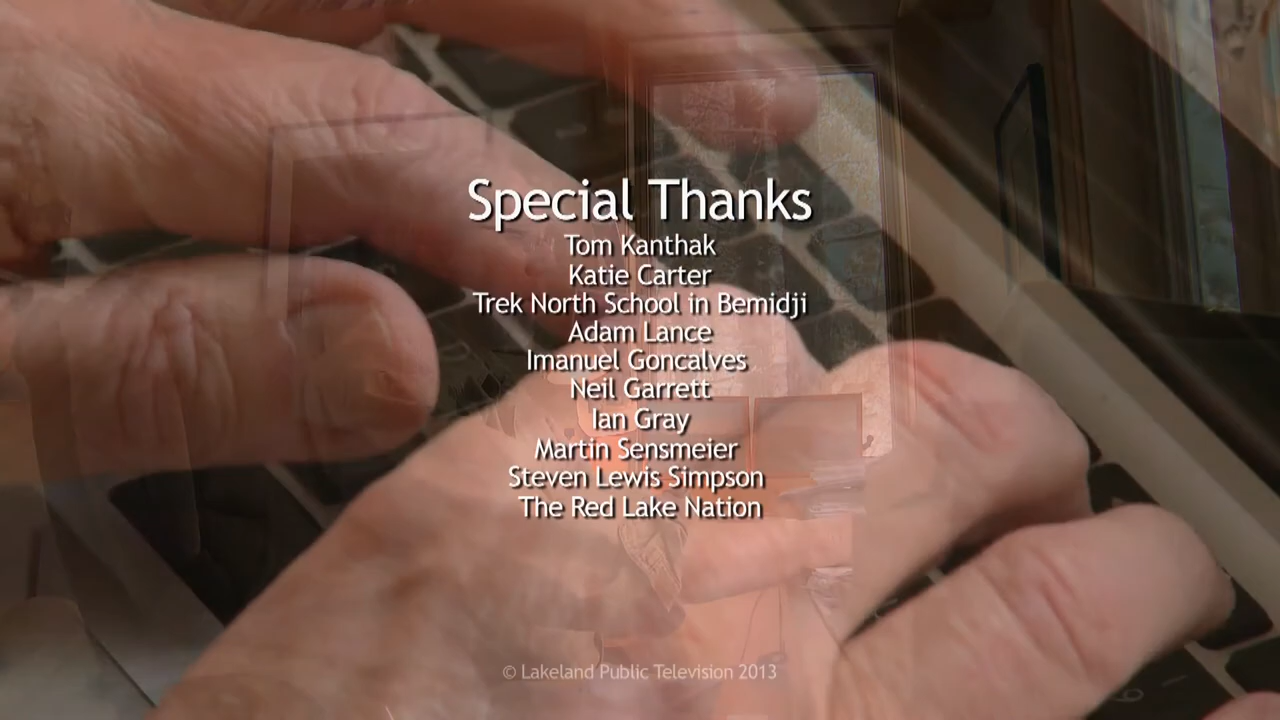 Special Thanks
Tom Kanthak
Katie Carter
Trek North School in Bemidji
Adam Lance
Imanuel Goncalves
Neil Garrett
Ian Gray
Martin Sensmeier
Steven Lewis Simpson
The Red Lake Nation
© Lakeland Public Television 2013